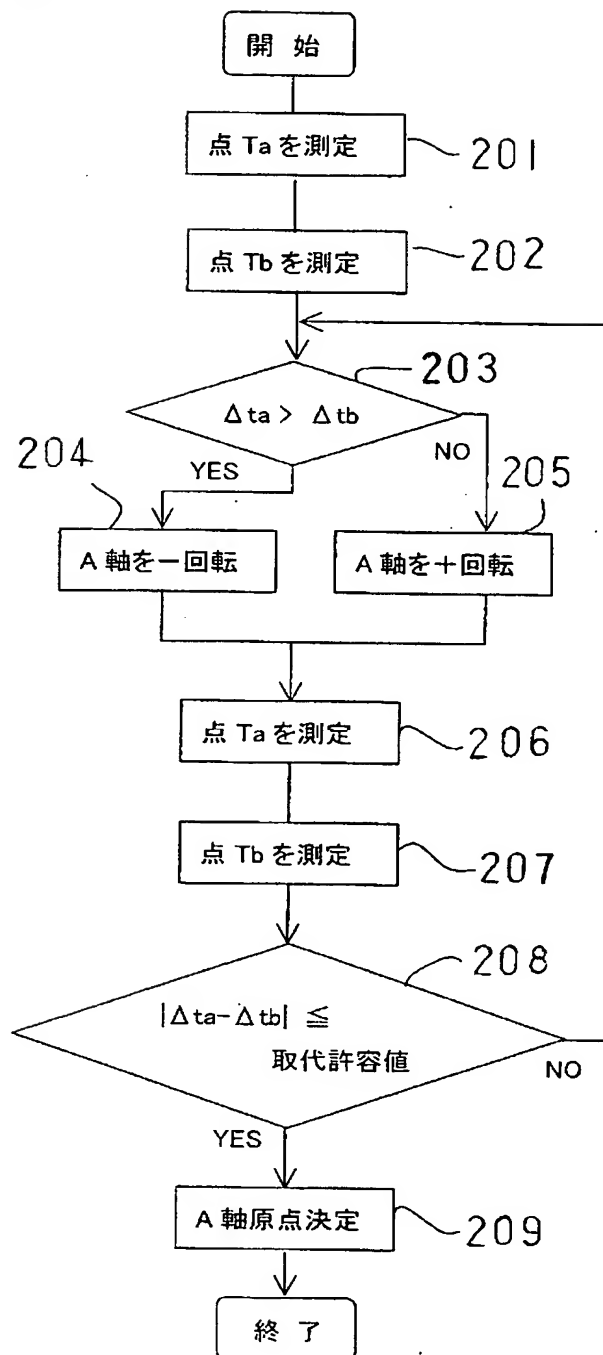 開 始
点 Ta を測定
201
点 Tb を測定
202
203
Δta > Δtb
204
YES
NO
205
A 軸を－回転
A 軸を＋回転
点 Ta を測定
206
点 Tb を測定
207
208
|Δta-Δtb| ≦
取代許容値
NO
YES
A 軸原点決定
209
終 了